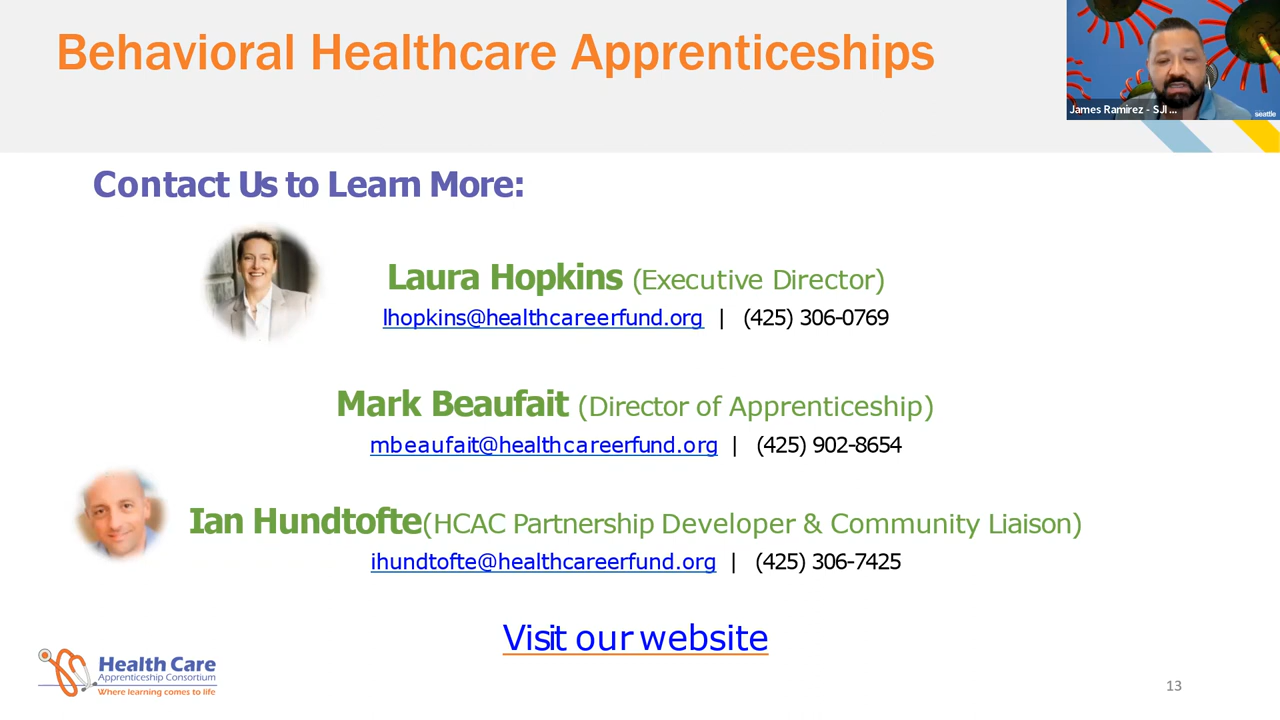 Behavioral Healthcare Apprenticeships
James Ramirez - SJI ...
seattle
Contact Us to Learn More:
Laura Hopkins (Executive Director)
lhopkins@healthcareerfund.org | (425) 306-0769
Mark Beaufait (Director of Apprenticeship)
mbeaufait@healthcareerfund.org | (425) 902-8654
Ian Hundtofte(HCAC Partnership Developer & Community Liaison)
ihundtofte@healthcareerfund.org | (425) 306-7425
Visit our website
Health Care
Apprenticeship Consortium
Where learning comes to life
13